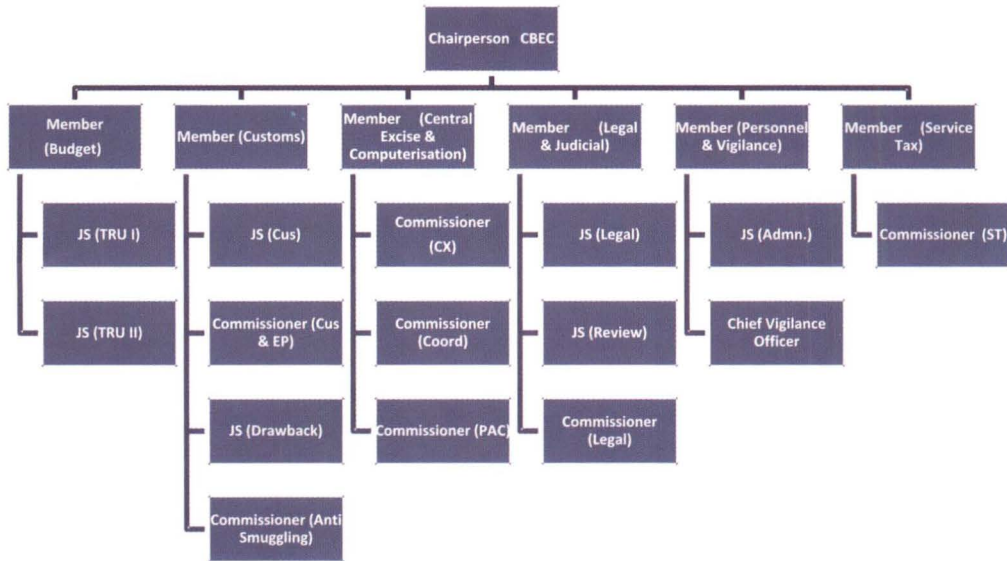 Chairperson CBEC
Member
(Budget)
Member (Customs)
Member (Central
Excise &
Computerisation)
Member (Legal
& Judicial)
Member (Personnel
& Vigilance)
Member (Service
Tax)
JS (TRU I)
JS (TRU II)
JS (Cus)
Commissioner (Cus
& EP)
JS (Drawback)
Commissioner (Anti
Smuggling)
Commissioner
(CX)
Commissioner
(Coord)
Commissioner (PAC)
JS (Legal)
JS (Review)
Commissioner
(Legal)
JS (Admn.)
Chief Vigilance
Officer
Commissioner (ST)